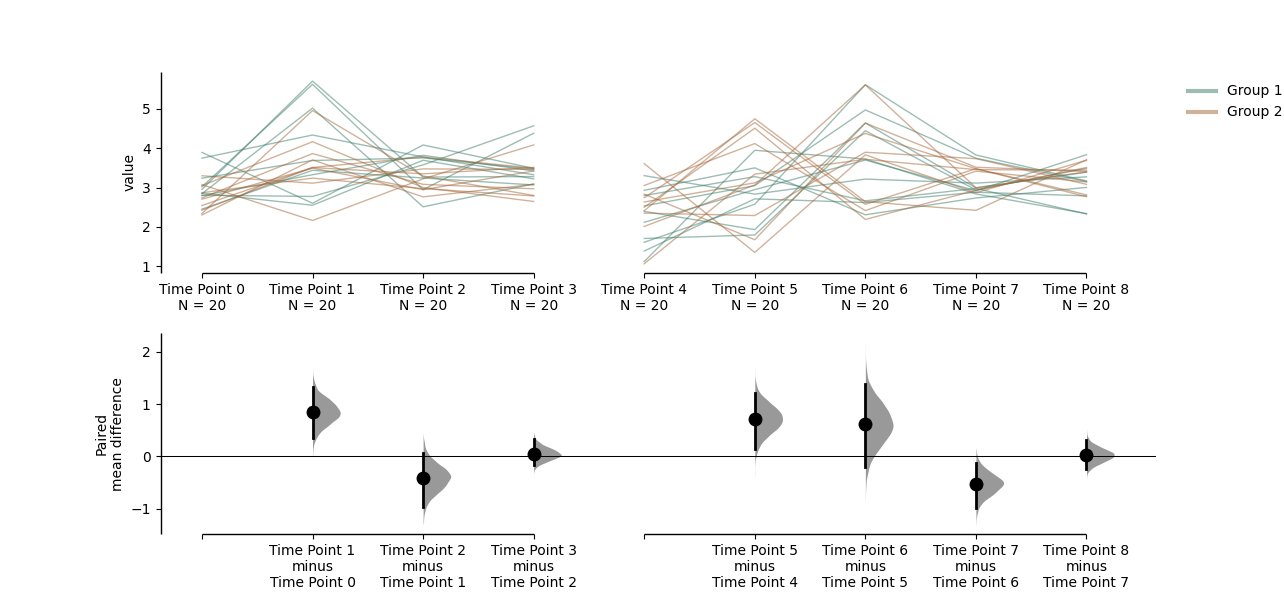 Group 1
Group 2
value
5
4
3
2
1
Time Point 0
N = 20
Time Point 1
N = 20
Time Point 2
N = 20
Time Point 3
N = 20
Time Point 4
N = 20
Time Point 5
N = 20
Time Point 6
N = 20
Time Point 7
N = 20
Time Point 8
N = 20
Paired
mean difference
2
1
0
−1
Time Point 1
minus
Time Point 0
Time Point 2
minus
Time Point 1
Time Point 3
minus
Time Point 2
Time Point 5
minus
Time Point 4
Time Point 6
minus
Time Point 5
Time Point 7
minus
Time Point 6
Time Point 8
minus
Time Point 7